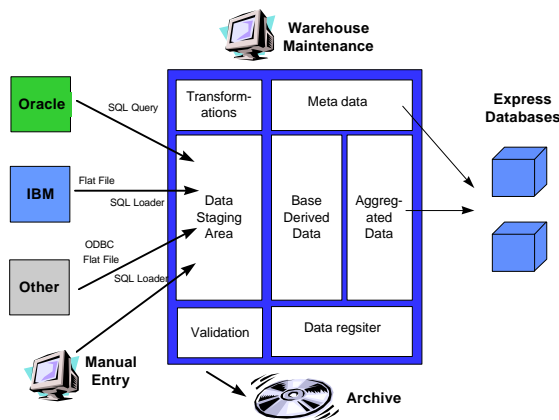 Warehouse
Maintenance
Oracle
SQL Query
Transform-
ations
Meta data
Express
Databases
IBM
Flat File
SQL Loader
Data
Staging
Area
Base
Derived
Data
Aggreg-
ated
Data
ODBC
Flat File
Other
SQL Loader
Validation
Data regsiter
Manual
Entry
Archive